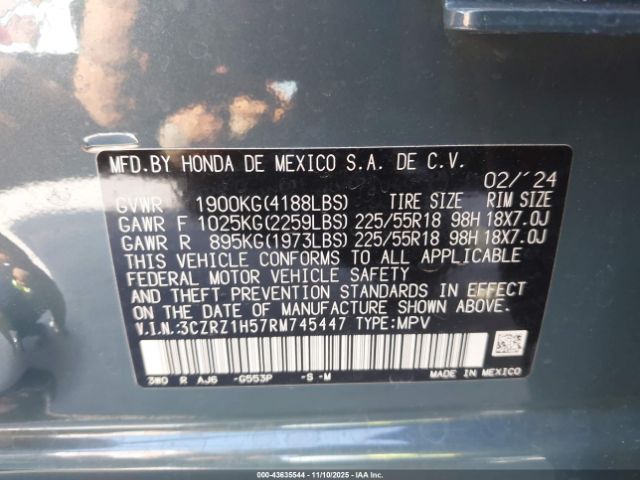 MFD.BY HONDA DE MEXICO S.A. DE C.V.
02/'24
GVWR 1900KG(4188LBS) TIRE SIZE RIM SIZE
GAWR F 1025KG(2259LBS) 225/55R18 98H 18X7.0J
GAWR R 895KG(1973LBS) 225/55R18 98H 18X7.0J
THIS VEHICLE CONFORMS TO ALL APPLICABLE
FEDERAL MOTOR VEHICLE SAFETY
AND THEFT PREVENTION STANDARDS IN EFFECT
ON THE DATE OF MANUFACTURE SHOWN ABOVE.
V.I.N.:3CZRZ1H57RM745447 TYPE:MPV
3W0 R AJ6 -G553P -S-M
MADE IN MEXICO
000-43635544 - 11/10/2025 - IAAI.CA